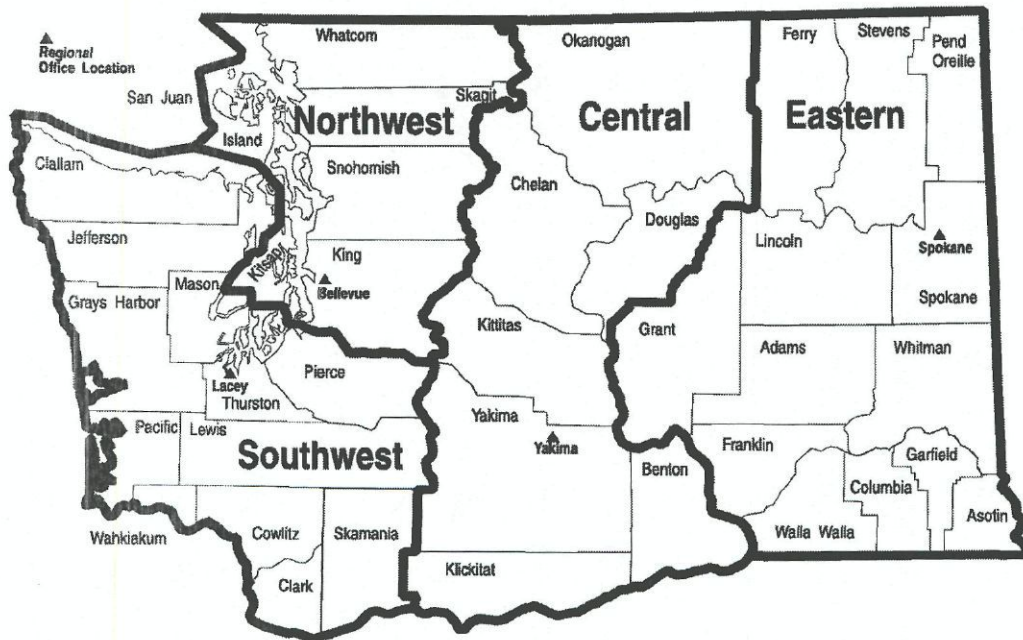 Regional
Office Location
San Juan
Whatcom
Skagit
Northwest
Island
Snohomish
Clallam
Jefferson
Kitsap
King
Bellevue
Mason
Grays Harbor
Pierce
Lacey
Thurston
Pacific
Lewis
Southwest
Wahkiakum
Cowlitz
Skamania
Clark
Okanogan
Central
Chelan
Douglas
Kittitas
Yakima
Yakima
Benton
Klickitat
Ferry
Stevens
Pend
Oreille
Eastern
Lincoln
Spokane
Spokane
Grant
Adams
Whitman
Franklin
Garfield
Columbia
Walla Walla
Asotin